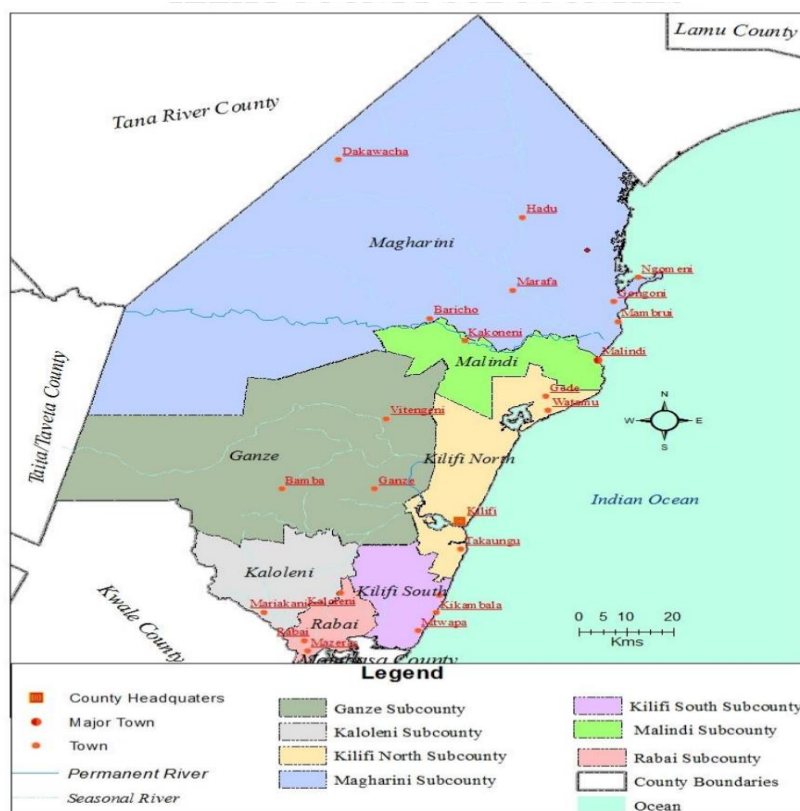 Lamu County
Tana River County
Dakawacha
Hadu
Magharini
Ngomeni
Marafa
Gongoni
Baricho
Mambrui
Kakoneni
Malindi
Malindi
Taita/Taveta County
Gede
Watamu
Vitengeni
N
W E
S
Ganze
Kilifi North
Bamba
Ganze
Indian Ocean
Kilifi
Takaungu
Kaloleni
Kilifi South
Kwale County
Mariakani
Kaloleni
Kikambala
Rabai
Mtwapa
Rabai
Mazeras
0 5 10 20
Kms
Mombasa County
Legend
County Headquaters
Major Town
Town
Permanent River
Seasonal River
Ganze Subcounty
Kaloleni Subcounty
Kilifi North Subcounty
Magharini Subcounty
Kilifi South Subcounty
Malindi Subcounty
Rabai Subcounty
County Boundaries
Ocean